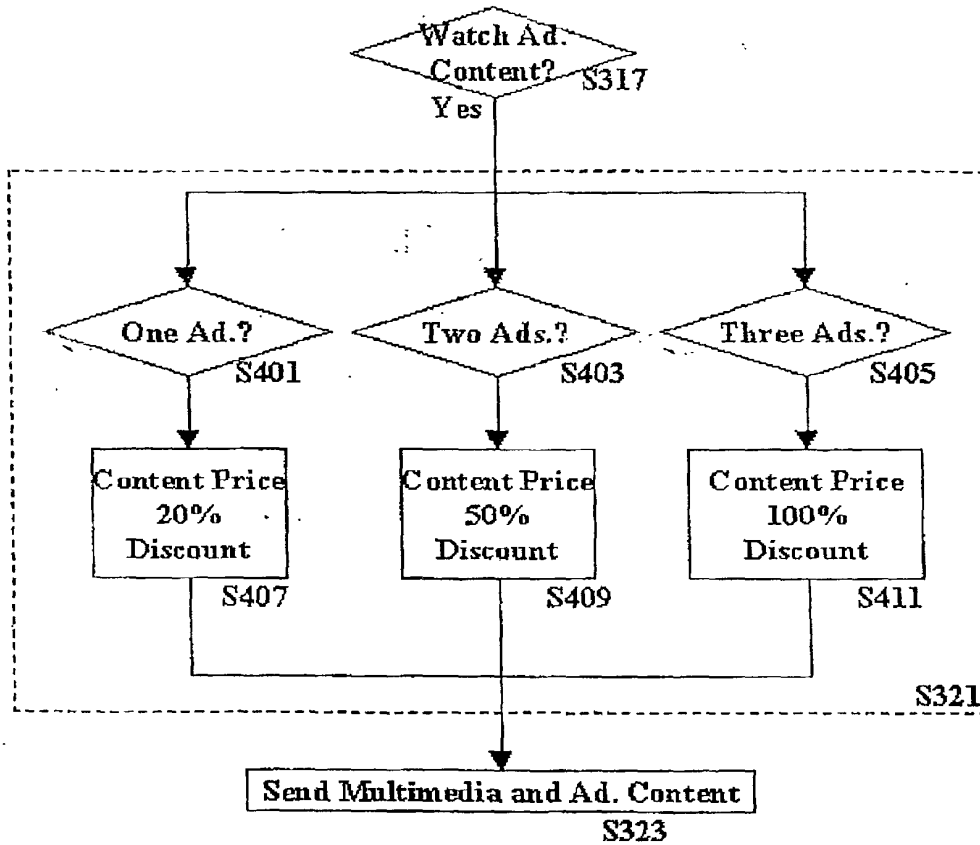 Watch Ad.
Content?
S317
Yes
One Ad.?
S401
Two Ads.?
S403
Three Ads.?
S405
Content Price
20%
Discount
S407
Content Price
50%
Discount
S409
Content Price
100%
Discount
S411
S321
Send Multimedia and Ad. Content
S323